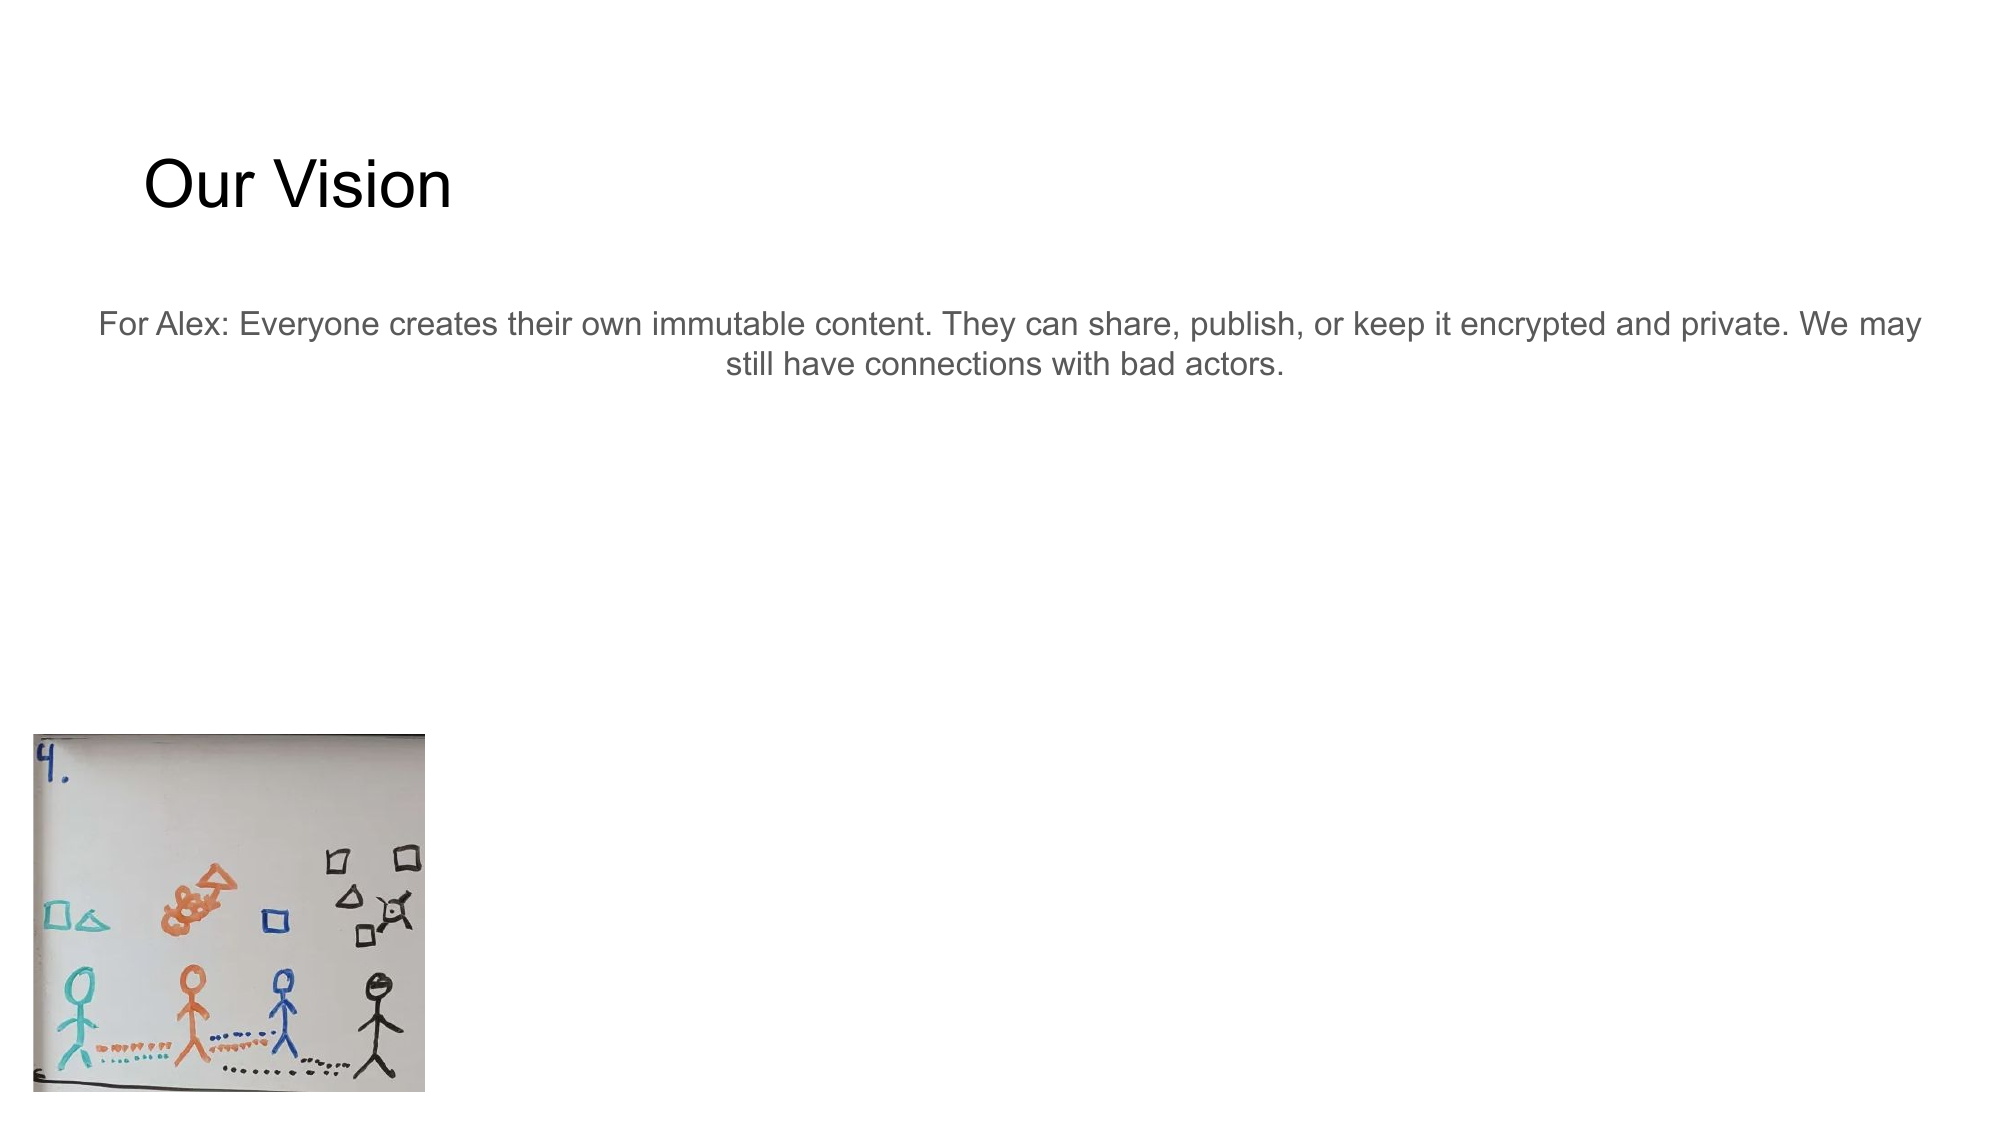 Our Vision
For Alex: Everyone creates their own immutable content. They can share, publish, or keep it encrypted and private. We may
still have connections with bad actors.
4.